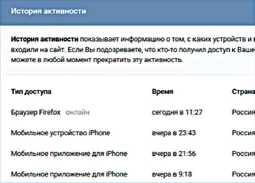 История активности
История активности показывает информацию о том, с каких устройств и в
входили на сайт. Если Вы подозреваете, что кто-то получил доступ к Ваше
можете в любой момент прекратить эту активность.
Тип доступа Время Страна
Браузер Firefox онлайн сегодня в 11:27 Россия
Мобильное устройство iPhone вчера в 23:43 Россия
Мобильное приложение для iPhone вчера в 21:56 Россия
Мобильное приложение для iPhone вчера в 9:18 Россия